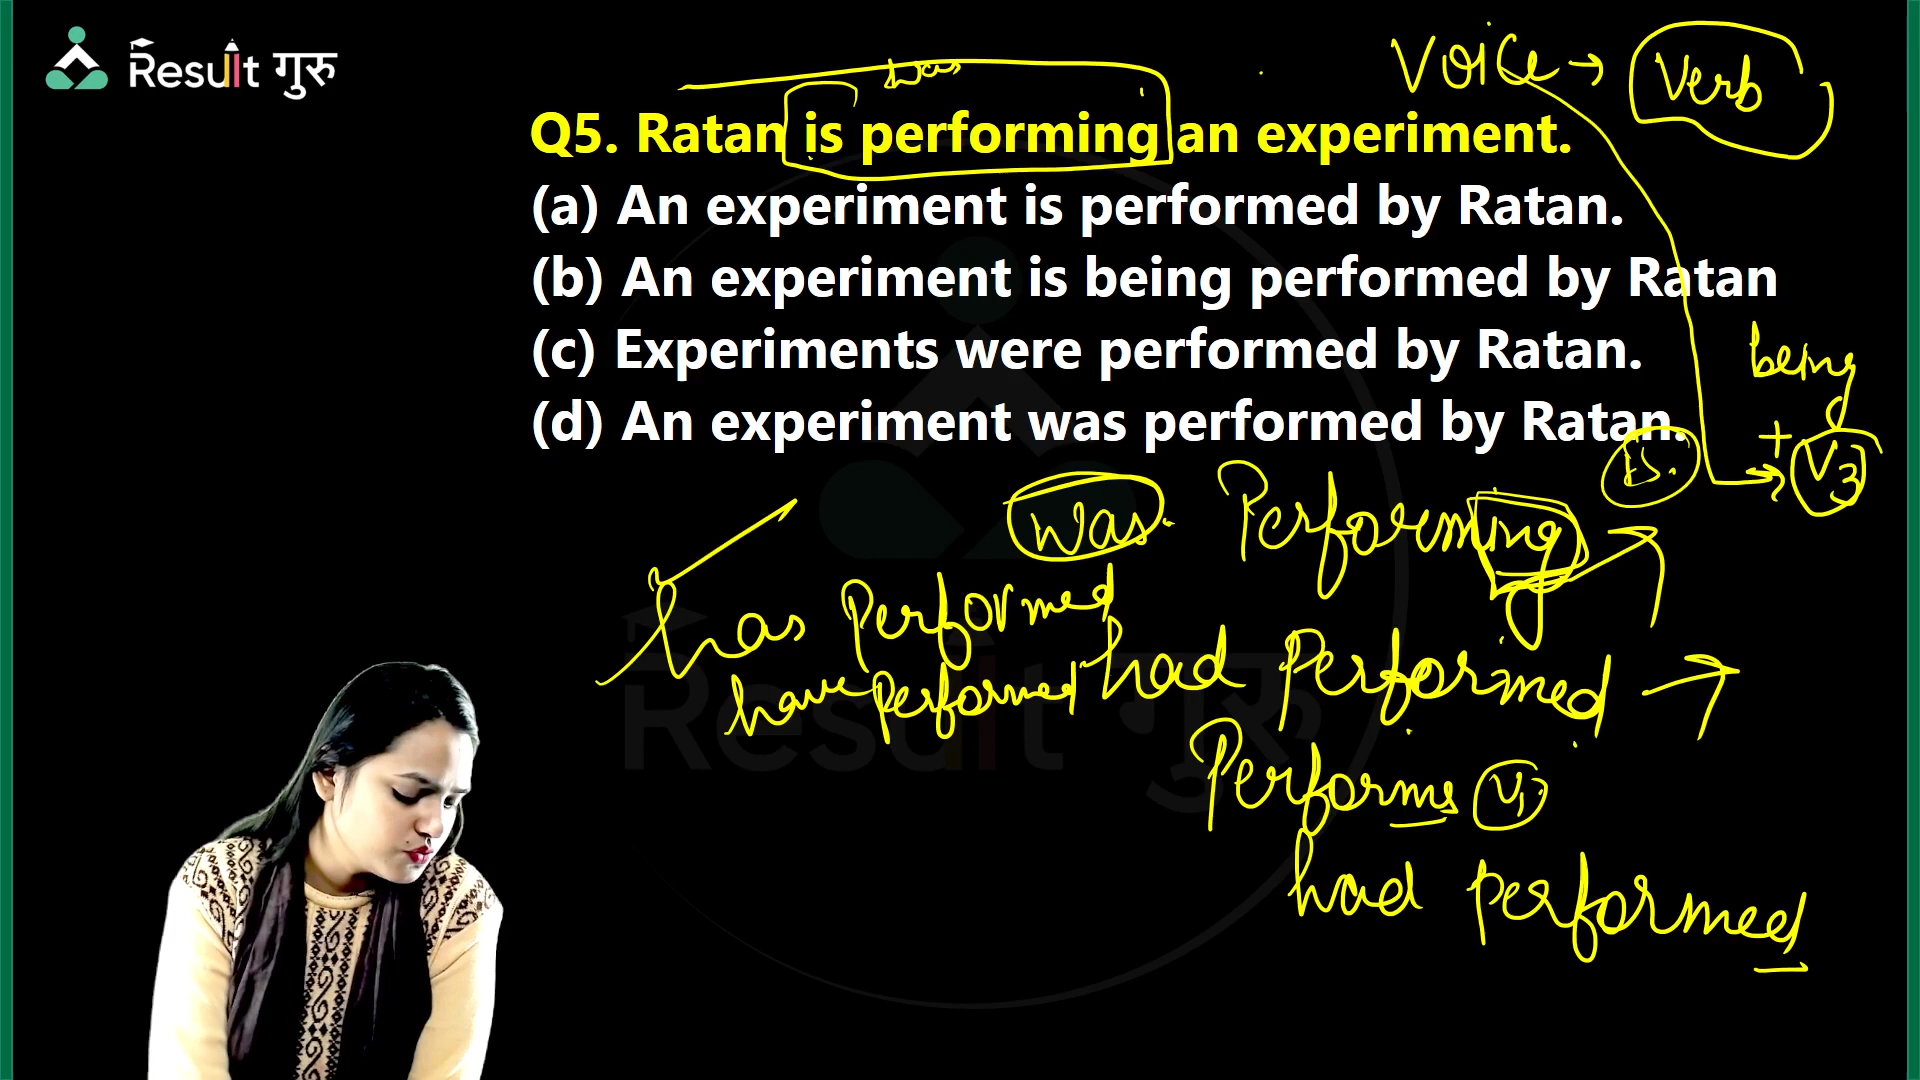 Result गुरु
Voice → Verb
was
Q5. Ratan is performing an experiment.
(a) An experiment is performed by Ratan.
(b) An experiment is being performed by Ratan
(c) Experiments were performed by Ratan.
(d) An experiment was performed by Ratan.
being
+ V3
was Performing
has Performed
have performed had Performed →
Performs V1
had performed
Result गुरु